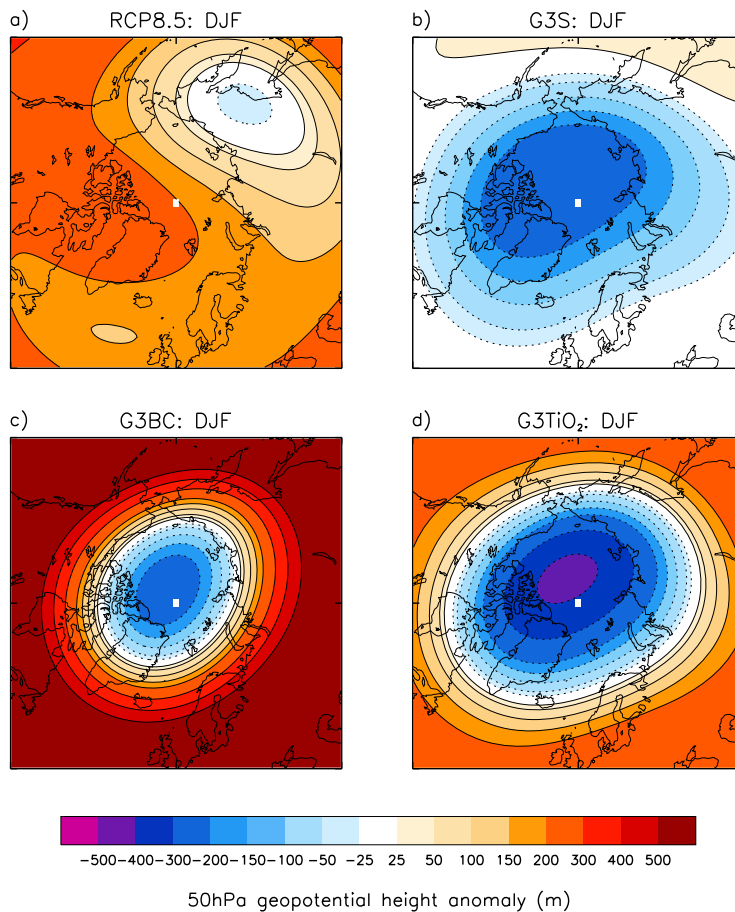 a) RCP8.5: DJF
b) G3S: DJF
c) G3BC: DJF
d) G3TiO₂: DJF
-500 -400 -300 -200 -150 -100 -50 -25 25 50 100 150 200 300 400 500
50hPa geopotential height anomaly (m)